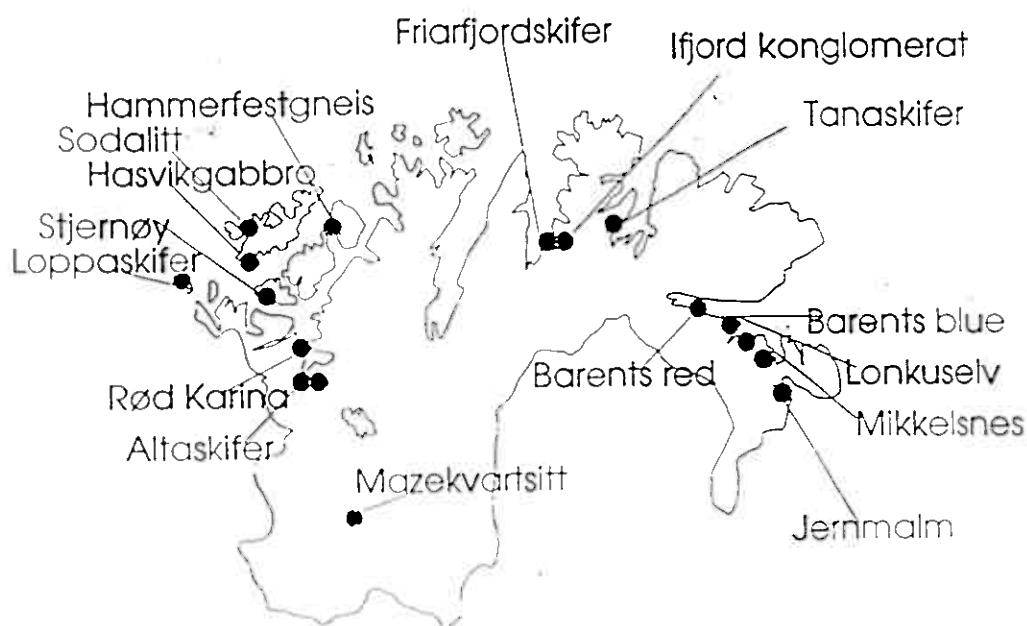 Friarfjordskifer
Ifjord konglomerat
Hammerfestgneis
Tanaskifer
Sodalitt
Hasvikgabbro
Stjernøy
Loppaskifer
Barents blue
Barents red
Lonkuselv
Rød Karina
Mikkelsnes
Altaskifer
Mazekvartsitt
Jernmalm